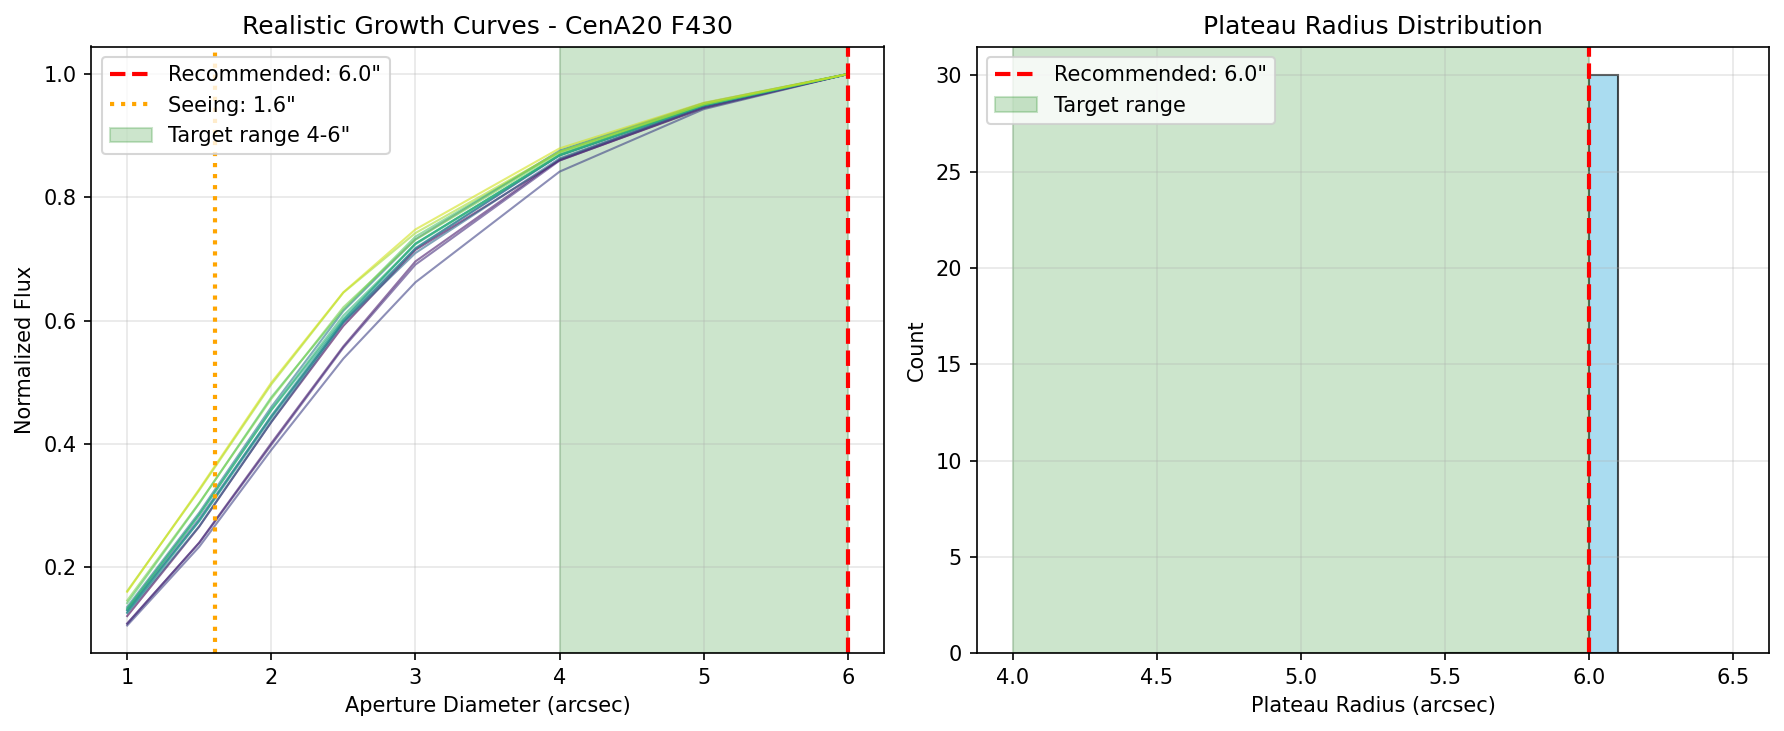 Realistic Growth Curves - CenA20 F430
Recommended: 6.0"
Seeing: 1.6"
Target range 4-6"
1.0
0.8
0.6
0.4
0.2
Normalized Flux
1
2
3
4
5
6
Aperture Diameter (arcsec)
Plateau Radius Distribution
Recommended: 6.0"
Target range
30
25
20
15
10
5
0
Count
4.0
4.5
5.0
5.5
6.0
6.5
Plateau Radius (arcsec)